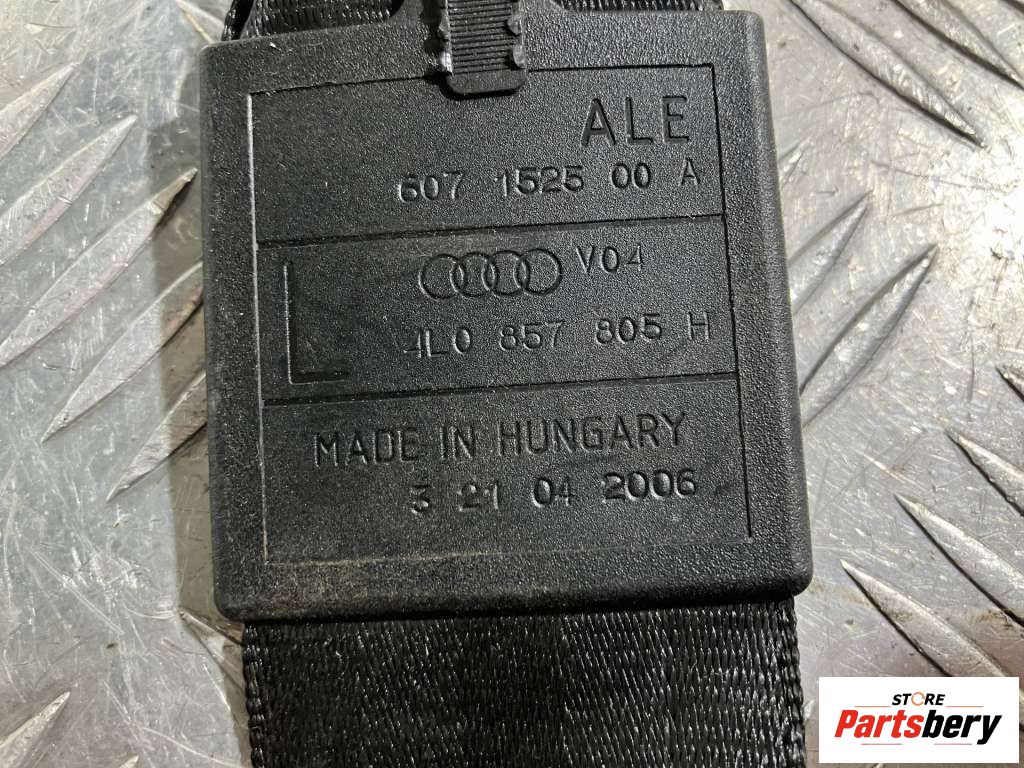 ALE
607 1525 00 A
V04
L
4L0 857 805 H
MADE IN HUNGARY
3 21 04 2006
STORE
Partsbery